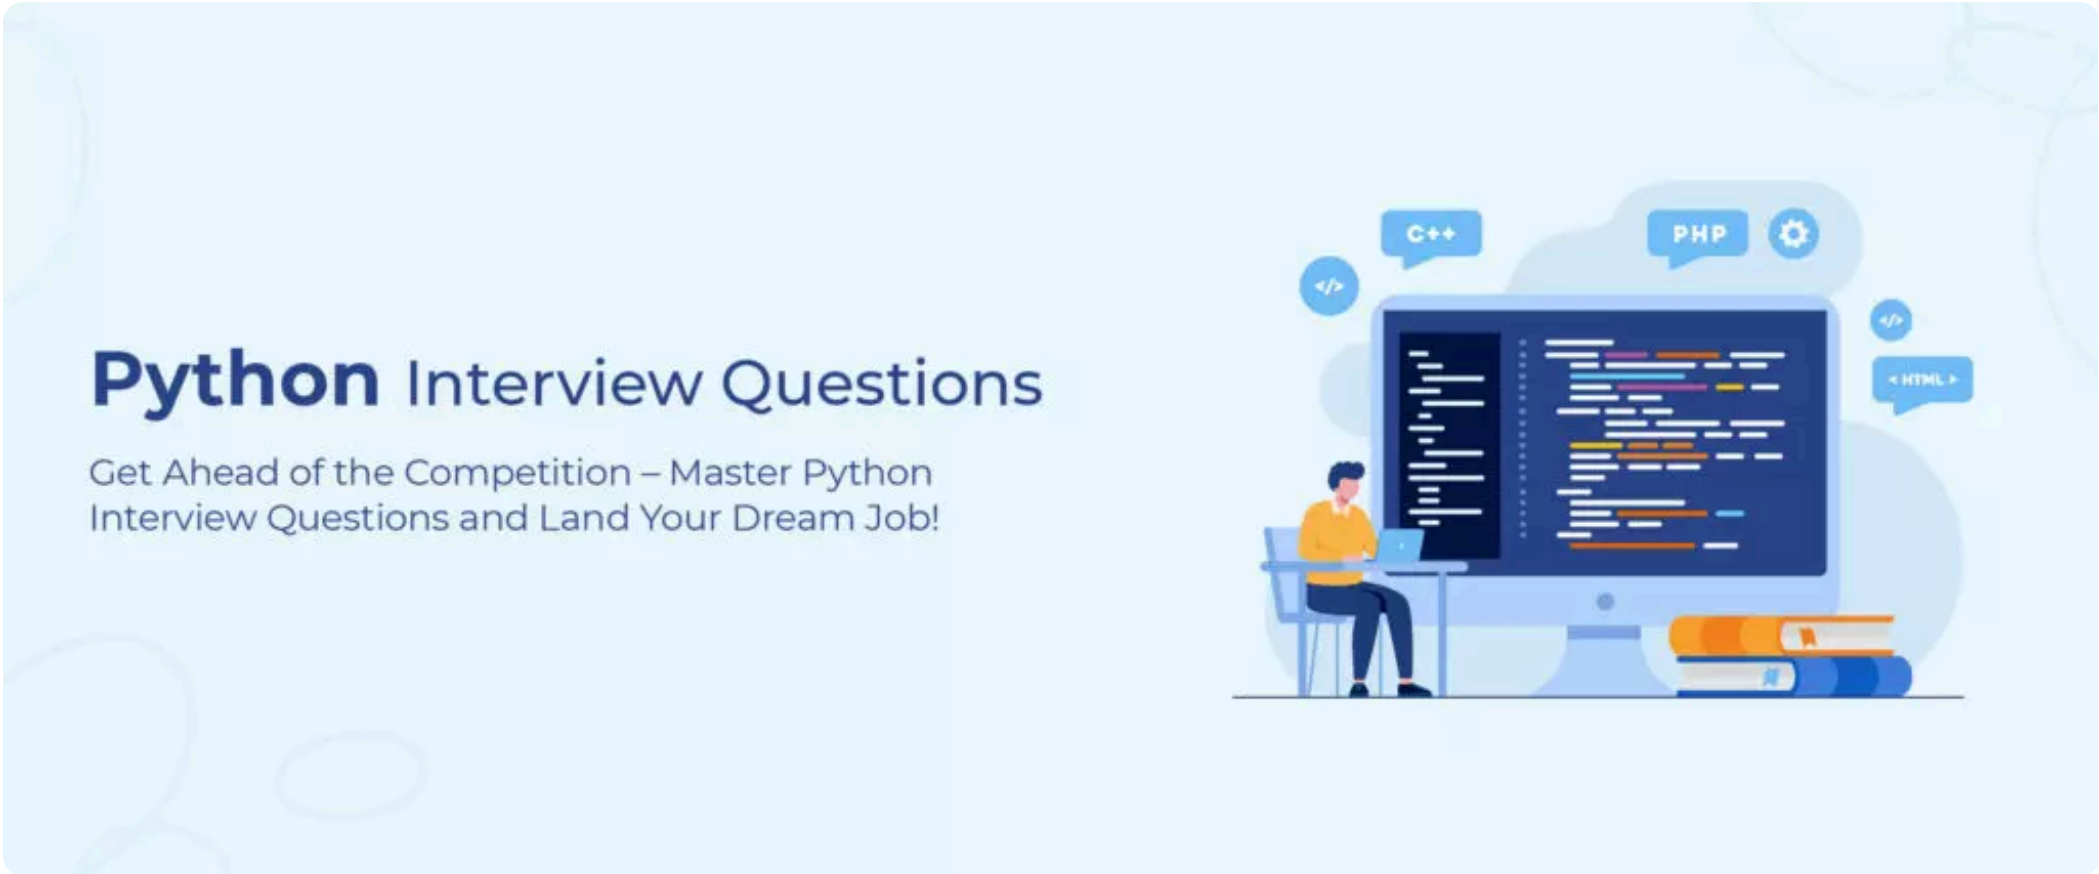 Python Interview Questions
Get Ahead of the Competition – Master Python
Interview Questions and Land Your Dream Job!
C++
PHP
</>
</>
< HTML >